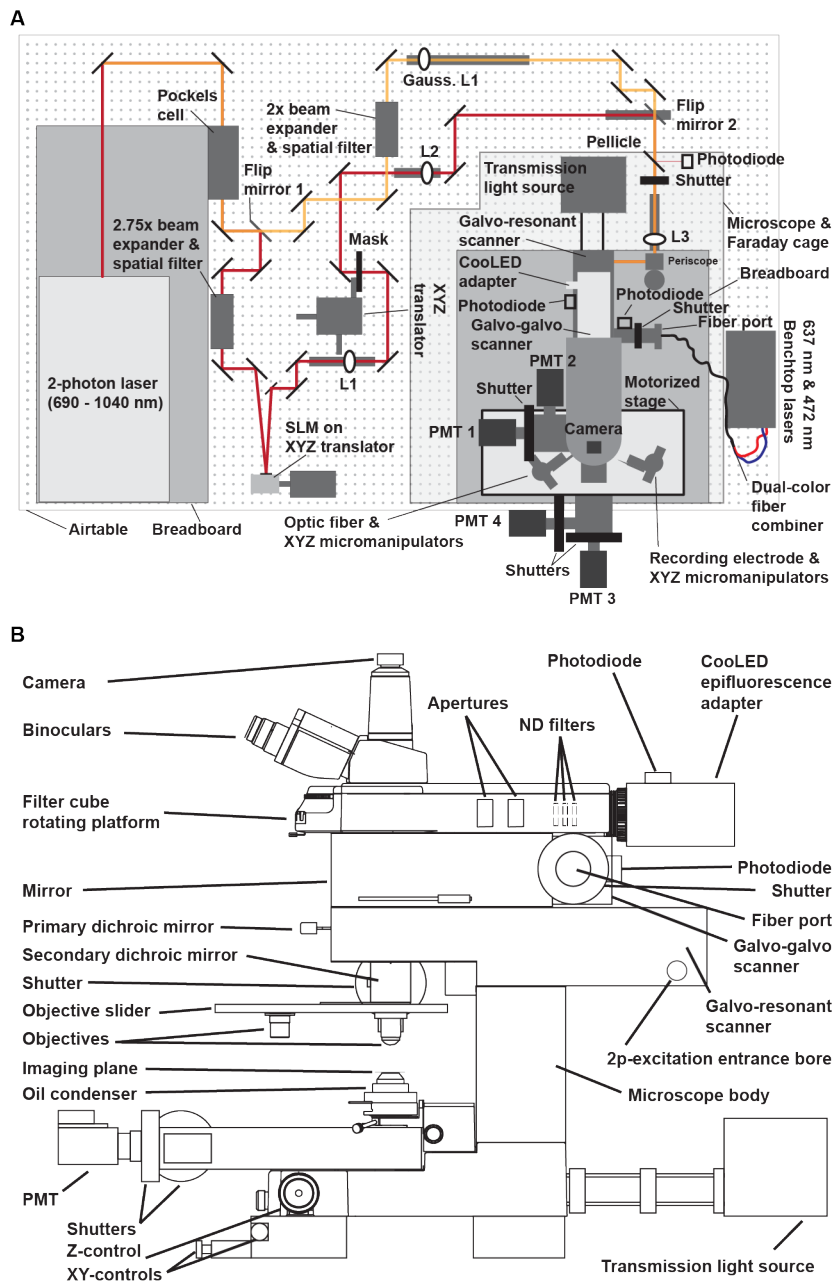 A
Pockels
cell
Gauss. L1
2x beam
expander
& spatial filter
Flip
mirror 2
Flip
mirror 1
L2
Pellicle
Photodiode
Shutter
Transmission
light source
2.75x beam
expander &
spatial filter
Mask
Galvo-resonant
scanner
L3
Microscope &
Faraday cage
Periscope
CooLED
adapter
Breadboard
XYZ
translator
Photodiode
Photodiode
Shutter
Fiber port
Galvo-galvo
scanner
637 nm & 472 nm
Benchtop lasers
2-photon laser
(690 - 1040 nm)
L1
PMT 2
Shutter
Motorized
stage
SLM on
XYZ translator
PMT 1
Camera
Dual-color
fiber
combiner
Airtable
Breadboard
Optic fiber &
XYZ micromanipulators
PMT 4
Shutters
PMT 3
Recording electrode &
XYZ micromanipulators
B
Camera
Binoculars
Filter cube
rotating platform
Mirror
Primary dichroic mirror
Secondary dichroic mirror
Shutter
Objective slider
Objectives
Imaging plane
Oil condenser
PMT
Shutters
Z-control
XY-controls
Apertures
ND filters
Photodiode
CooLED
epifluorescence
adapter
Photodiode
Shutter
Fiber port
Galvo-galvo
scanner
Galvo-resonant
scanner
2p-excitation entrance bore
Microscope body
Transmission light source